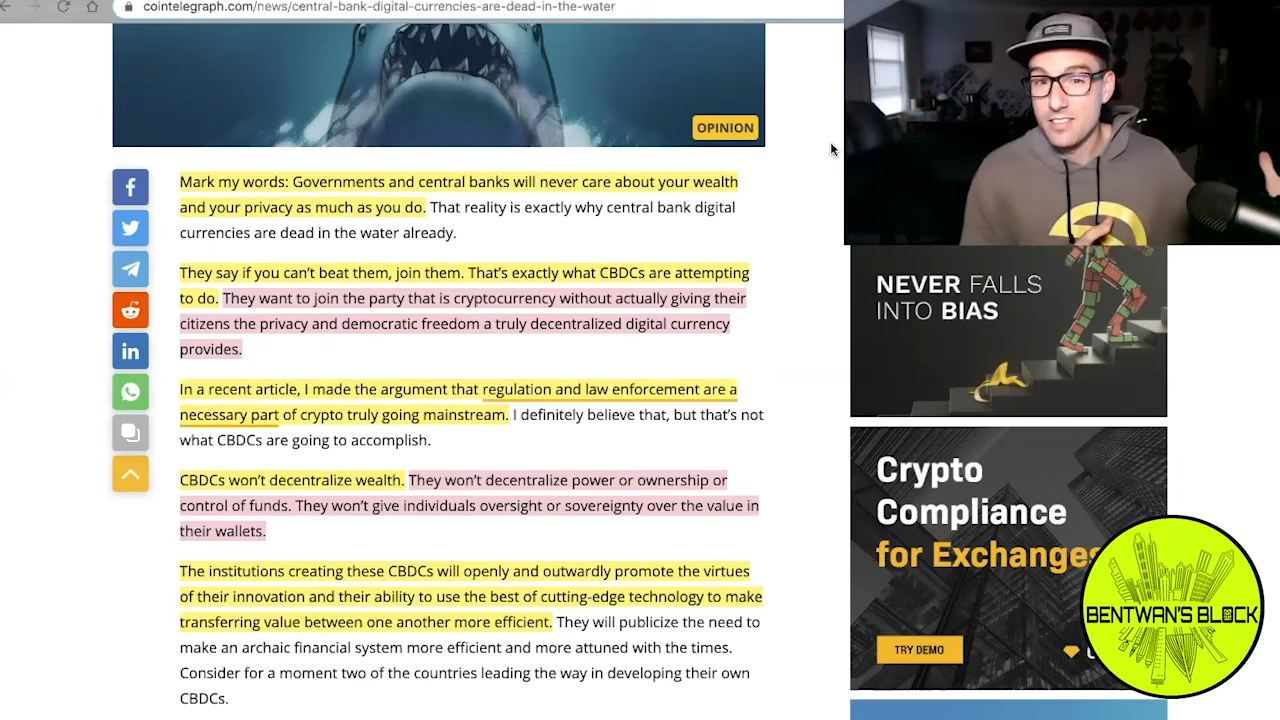 cointelegraph.com/news/central-bank-digital-currencies-are-dead-in-the-water
OPINION
Mark my words: Governments and central banks will never care about your wealth
and your privacy as much as you do. That reality is exactly why central bank digital
currencies are dead in the water already.
They say if you can’t beat them, join them. That’s exactly what CBDCs are attempting
to do. They want to join the party that is cryptocurrency without actually giving their
citizens the privacy and democratic freedom a truly decentralized digital currency
provides.
In a recent article, I made the argument that regulation and law enforcement are a
necessary part of crypto truly going mainstream. I definitely believe that, but that’s not
what CBDCs are going to accomplish.
CBDCs won’t decentralize wealth. They won’t decentralize power or ownership or
control of funds. They won’t give individuals oversight or sovereignty over the value in
their wallets.
The institutions creating these CBDCs will openly and outwardly promote the virtues
of their innovation and their ability to use the best of cutting-edge technology to make
transferring value between one another more efficient. They will publicize the need to
make an archaic financial system more efficient and more attuned with the times.
Consider for a moment two of the countries leading the way in developing their own
CBDCs.
NEVER FALLS
INTO BIAS
Crypto
Compliance
for Exchanges
TRY DEMO
BENTWAN'S BLOCK